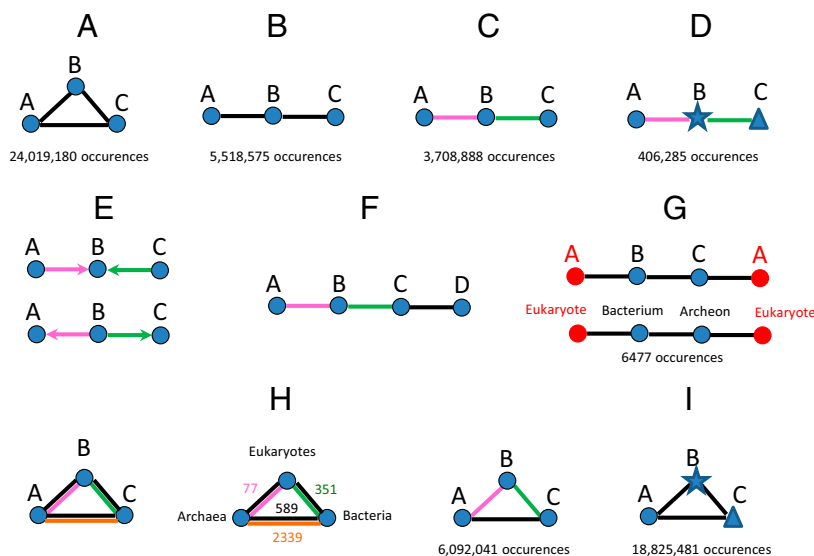 A B C D
B
A C
24,019,180 occurences
A B C
5,518,575 occurences
A B C
3,708,888 occurences
A B C
406,285 occurences
E F G
A B C
A B C
A B C D
A B C A
Eukaryote Bacterium Archeon Eukaryote
6477 occurences
H I
B
A C
Eukaryotes
77 351
Archaea 589 Bacteria
2339
B
A C
6,092,041 occurences
B
A C
18,825,481 occurences